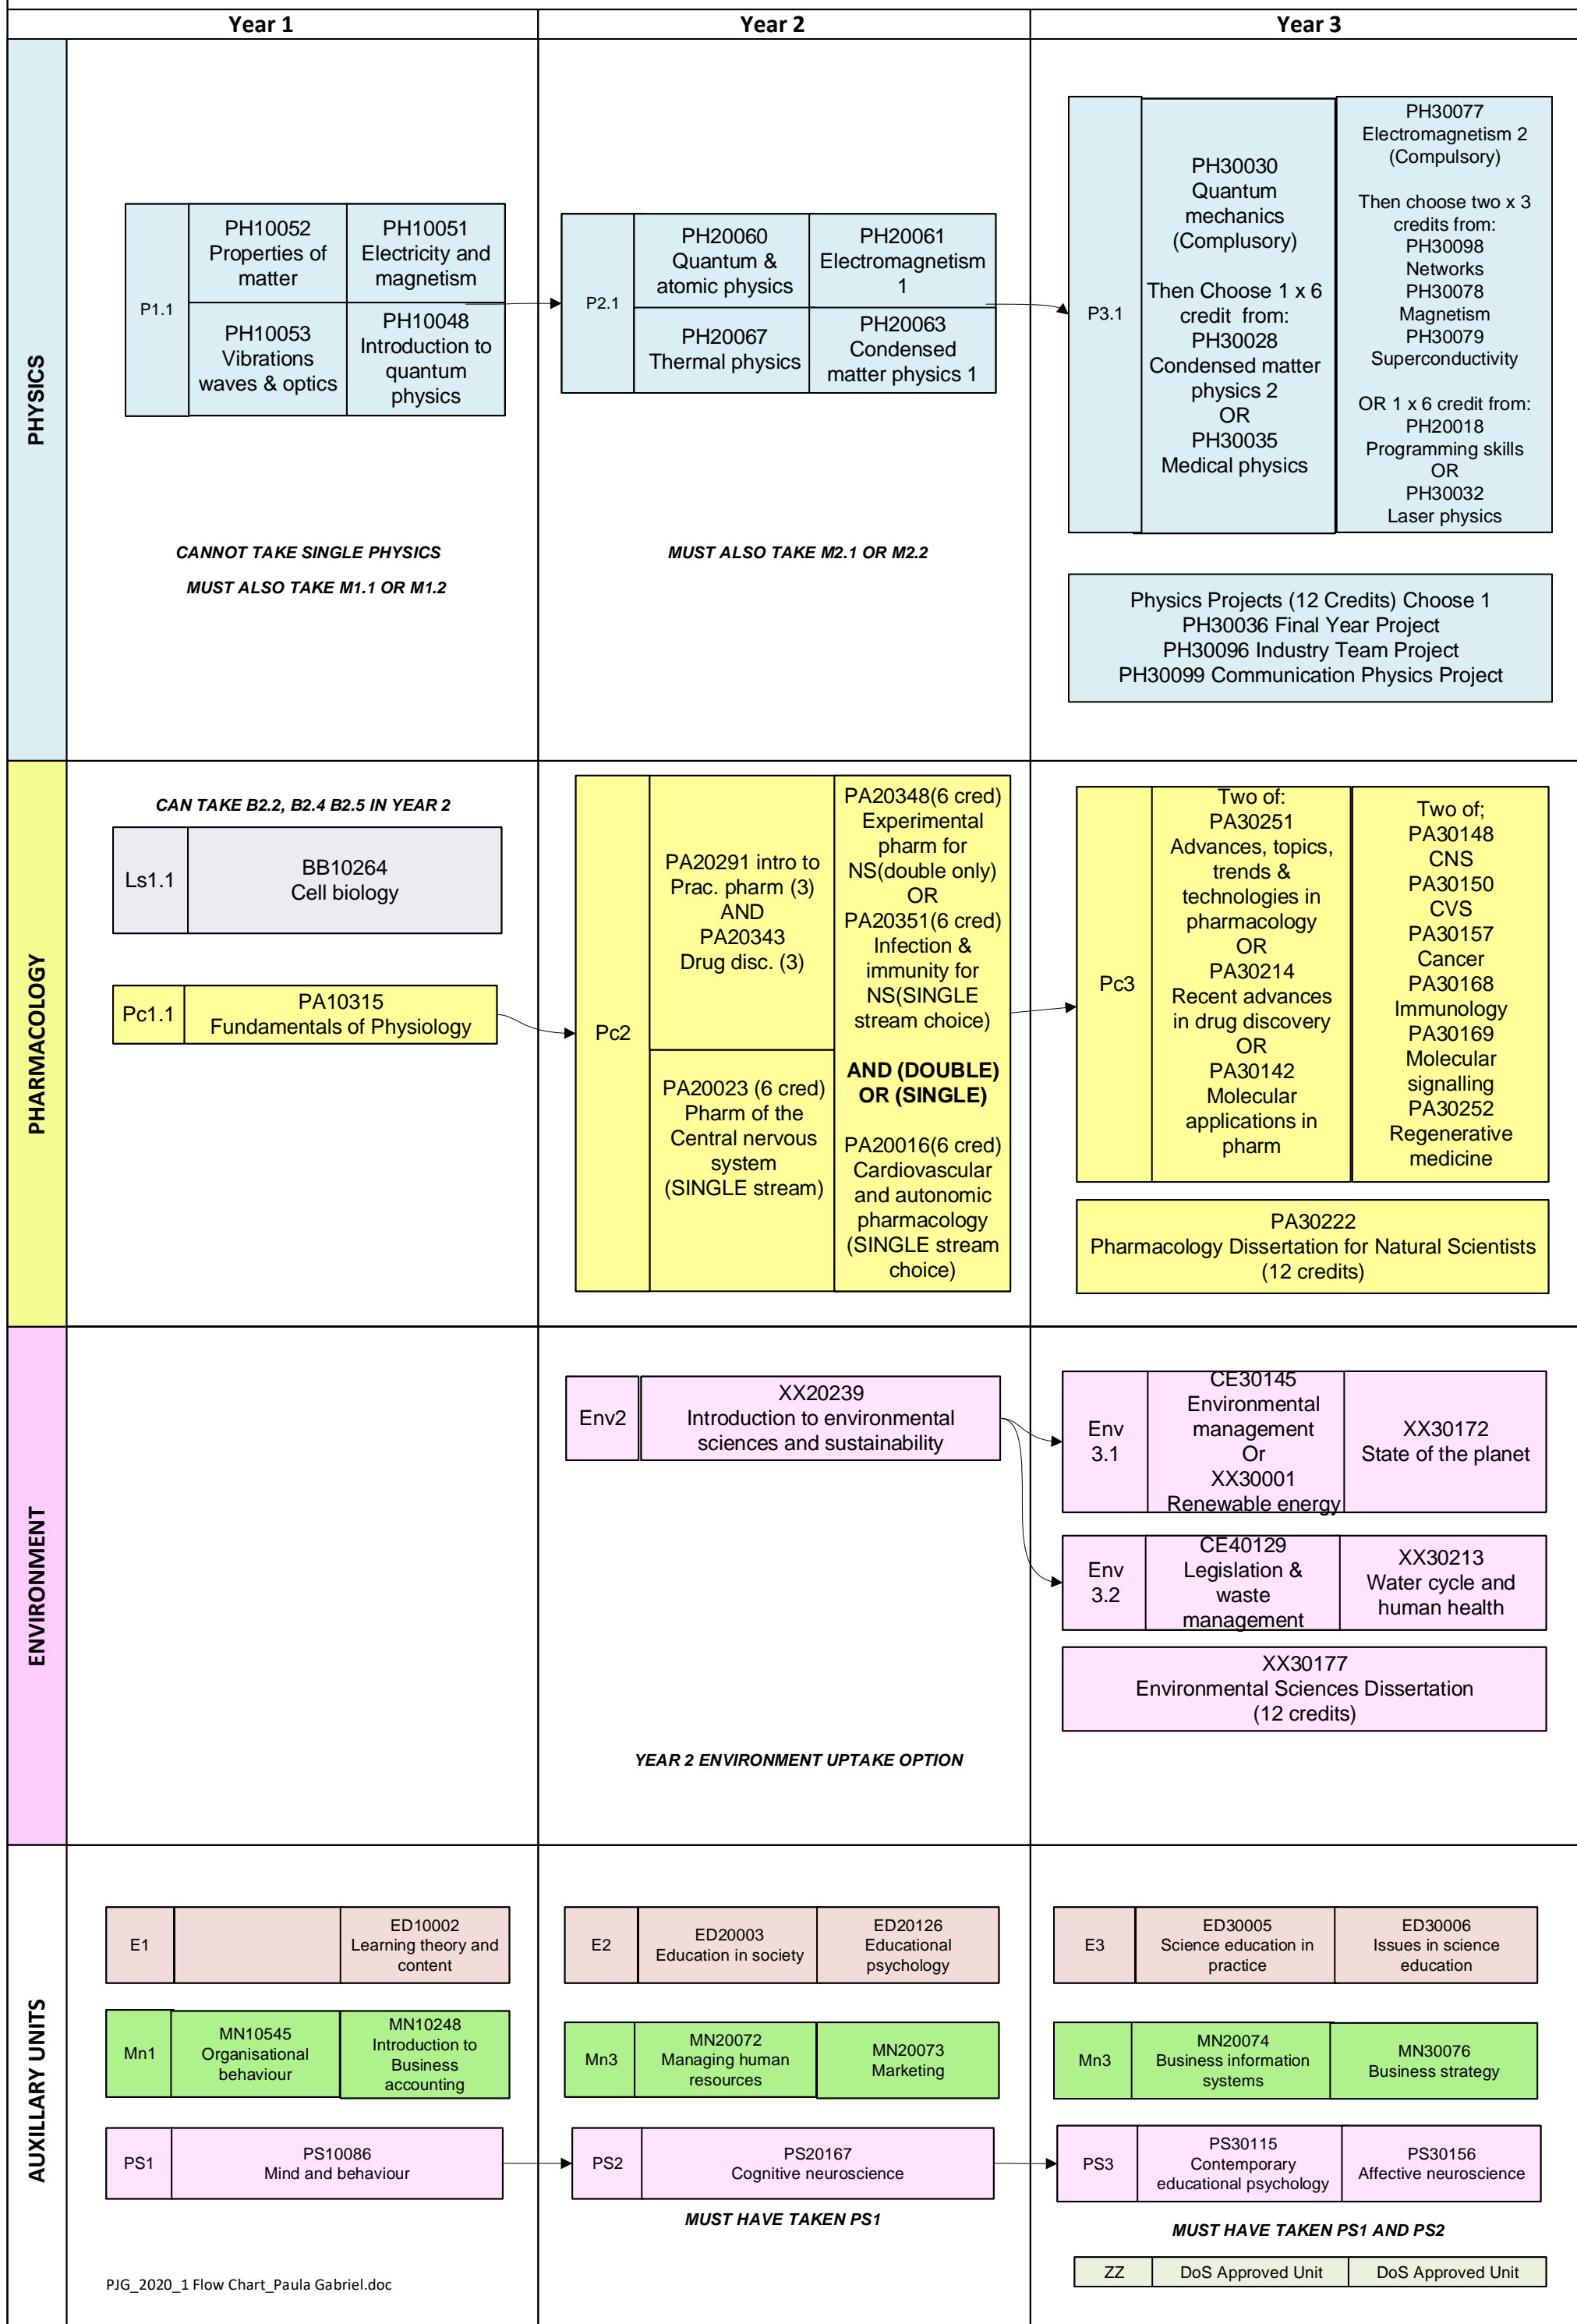 Year 1
Year 2
Year 3
PHYSICS
P1.1
PH10052
Properties of
matter
PH10051
Electricity and
magnetism
PH10053
Vibrations
waves & optics
PH10048
Introduction to
quantum
physics
CANNOT TAKE SINGLE PHYSICS
MUST ALSO TAKE M1.1 OR M1.2
P2.1
PH20060
Quantum &
atomic physics
PH20061
Electromagnetism
1
PH20067
Thermal physics
PH20063
Condensed
matter physics 1
MUST ALSO TAKE M2.1 OR M2.2
P3.1
PH30030
Quantum
mechanics
(Complusory)
Then Choose 1 x 6
credit from:
PH30028
Condensed matter
physics 2
OR
PH30035
Medical physics
PH30077
Electromagnetism 2
(Compulsory)
Then choose two x 3
credits from:
PH30098
Networks
PH30078
Magnetism
PH30079
Superconductivity
OR 1 x 6 credit from:
PH20018
Programming skills
OR
PH30032
Laser physics
Physics Projects (12 Credits) Choose 1
PH30036 Final Year Project
PH30096 Industry Team Project
PH30099 Communication Physics Project
PHARMACOLOGY
CAN TAKE B2.2, B2.4 B2.5 IN YEAR 2
Ls1.1
BB10264
Cell biology
Pc1.1
PA10315
Fundamentals of Physiology
Pc2
PA20291 intro to
Prac. pharm (3)
AND
PA20343
Drug disc. (3)
PA20023 (6 cred)
Pharm of the
Central nervous
system
(SINGLE stream)
PA20348(6 cred)
Experimental
pharm for
NS(double only)
OR
PA20351(6 cred)
Infection &
immunity for
NS(SINGLE
stream choice)
AND (DOUBLE)
OR (SINGLE)
PA20016(6 cred)
Cardiovascular
and autonomic
pharmacology
(SINGLE stream
choice)
Pc3
Two of:
PA30251
Advances, topics,
trends &
technologies in
pharmacology
OR
PA30214
Recent advances
in drug discovery
OR
PA30142
Molecular
applications in
pharm
Two of;
PA30148
CNS
PA30150
CVS
PA30157
Cancer
PA30168
Immunology
PA30169
Molecular
signalling
PA30252
Regenerative
medicine
PA30222
Pharmacology Dissertation for Natural Scientists
(12 credits)
ENVIRONMENT
Env2
XX20239
Introduction to environmental
sciences and sustainability
YEAR 2 ENVIRONMENT UPTAKE OPTION
Env
3.1
CE30145
Environmental
management
Or
XX30001
Renewable energy
XX30172
State of the planet
Env
3.2
CE40129
Legislation &
waste
management
XX30213
Water cycle and
human health
XX30177
Environmental Sciences Dissertation
(12 credits)
AUXILLARY UNITS
E1
ED10002
Learning theory and
content
E2
ED20003
Education in society
ED20126
Educational
psychology
E3
ED30005
Science education in
practice
ED30006
Issues in science
education
Mn1
MN10545
Organisational
behaviour
MN10248
Introduction to
Business
accounting
Mn3
MN20072
Managing human
resources
MN20073
Marketing
Mn3
MN20074
Business information
systems
MN30076
Business strategy
PS1
PS10086
Mind and behaviour
PS2
PS20167
Cognitive neuroscience
MUST HAVE TAKEN PS1
PS3
PS30115
Contemporary
educational psychology
PS30156
Affective neuroscience
MUST HAVE TAKEN PS1 AND PS2
ZZ
DoS Approved Unit
DoS Approved Unit
PJG_2020_1 Flow Chart_Paula Gabriel.doc